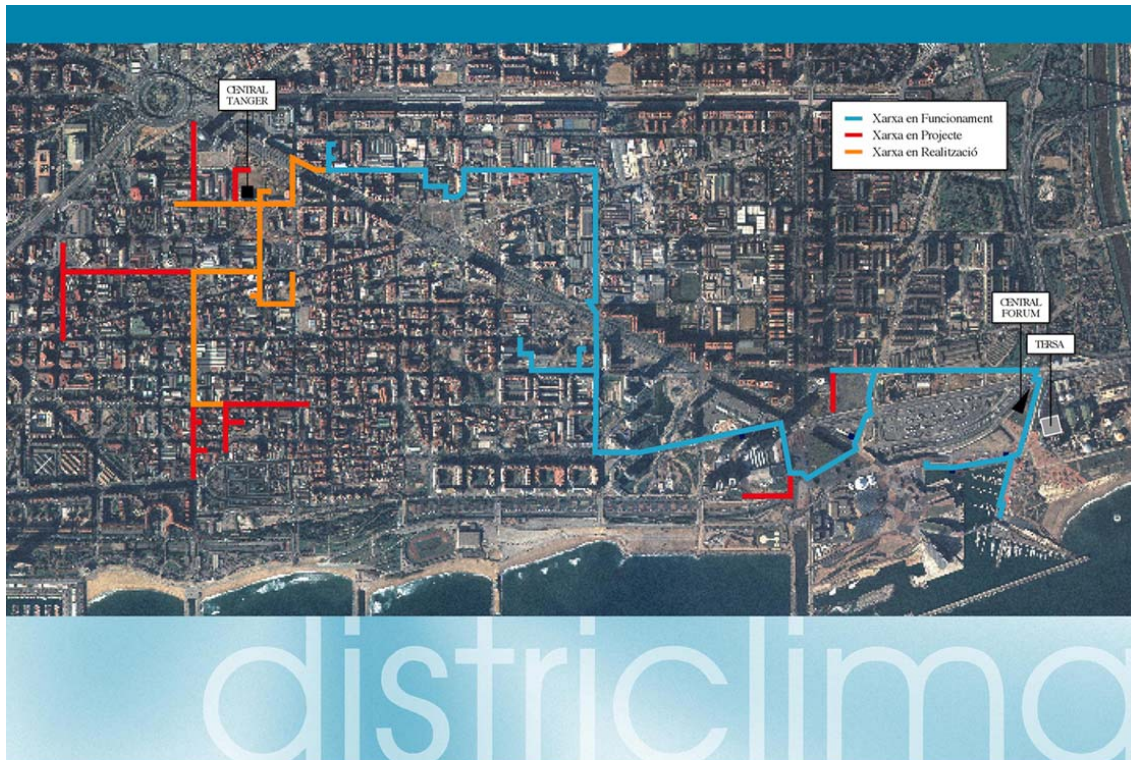 CENTRAL
TANGER
Xarxa en Funcionament
Xarxa en Projecte
Xarxa en Realització
CENTRAL
FORUM
TERSA
districlima